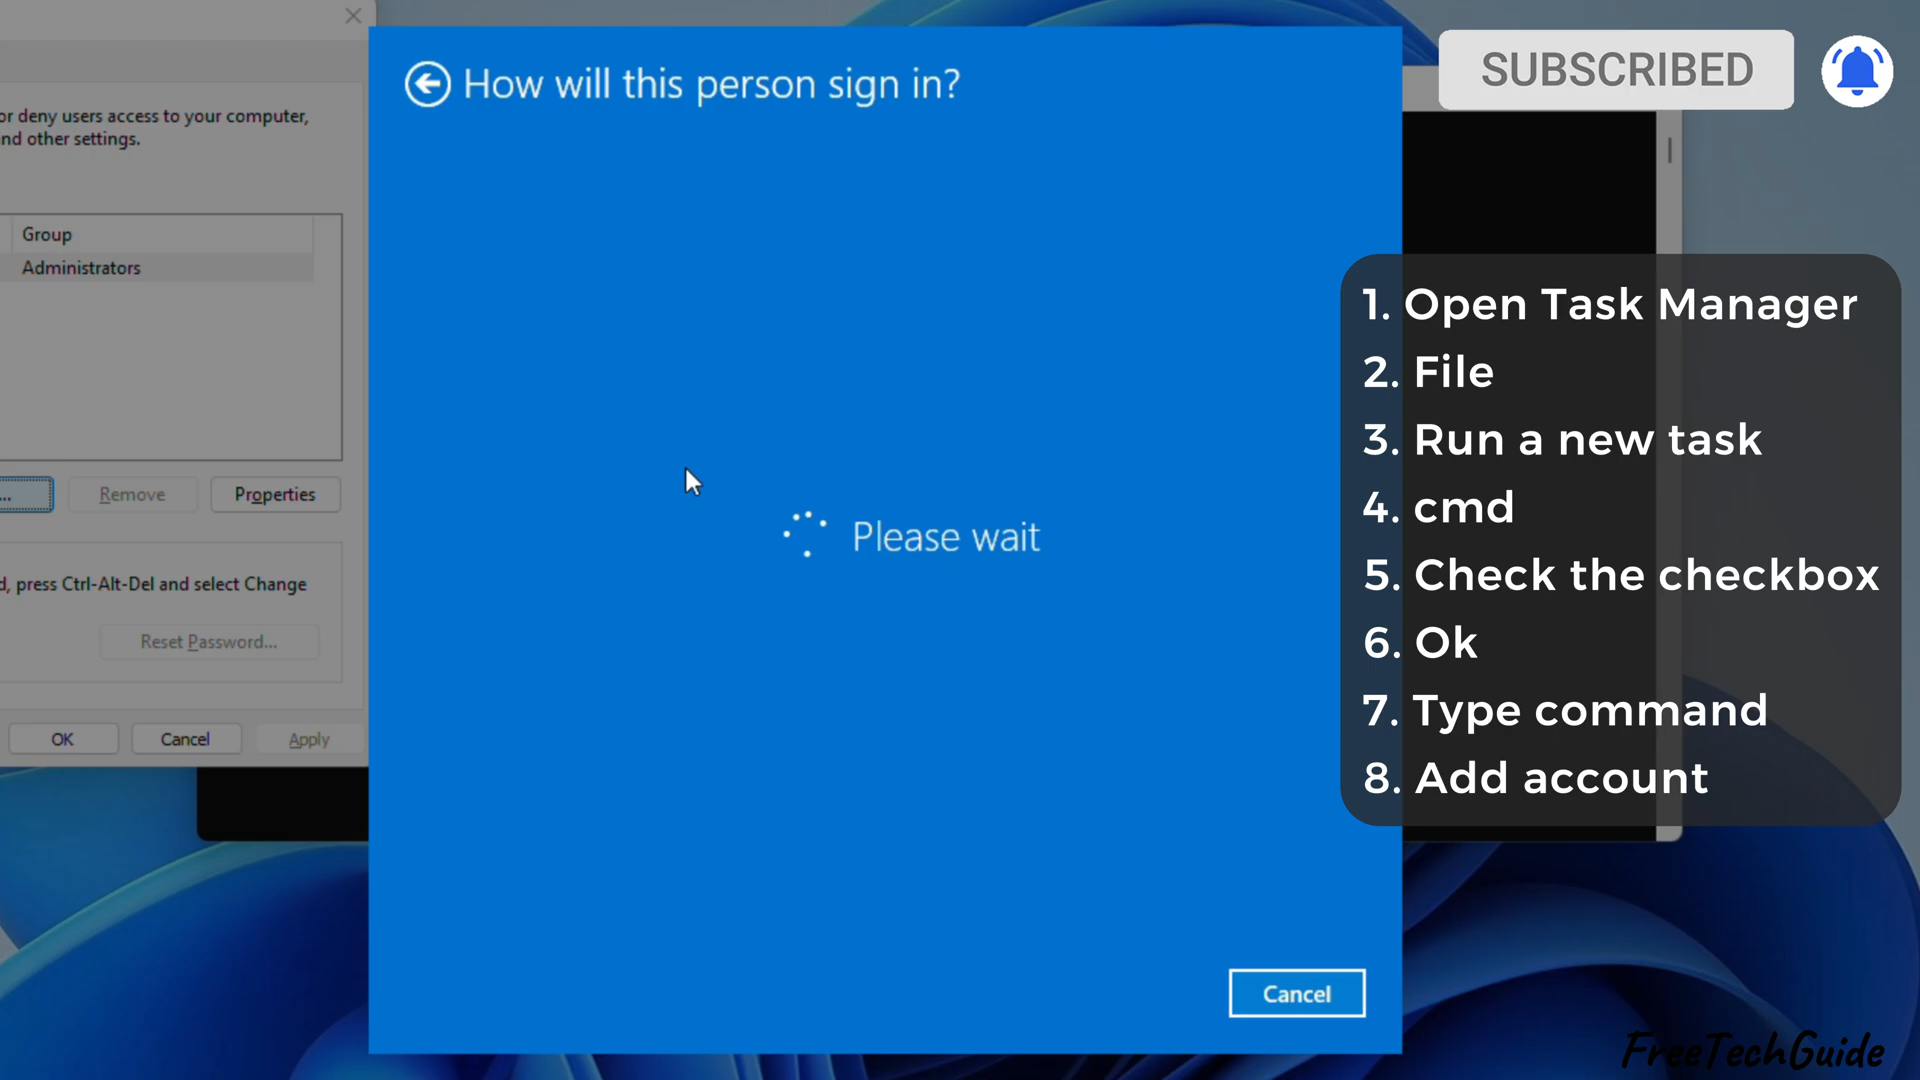 or deny users access to your computer,
nd other settings.
Group
Administrators
...
Remove
Properties
d, press Ctrl-Alt-Del and select Change
Reset Password...
OK
Cancel
Apply
How will this person sign in?
Please wait
Cancel
SUBSCRIBED
1. Open Task Manager
2. File
3. Run a new task
4. cmd
5. Check the checkbox
6. Ok
7. Type command
8. Add account
FreeTechGuide